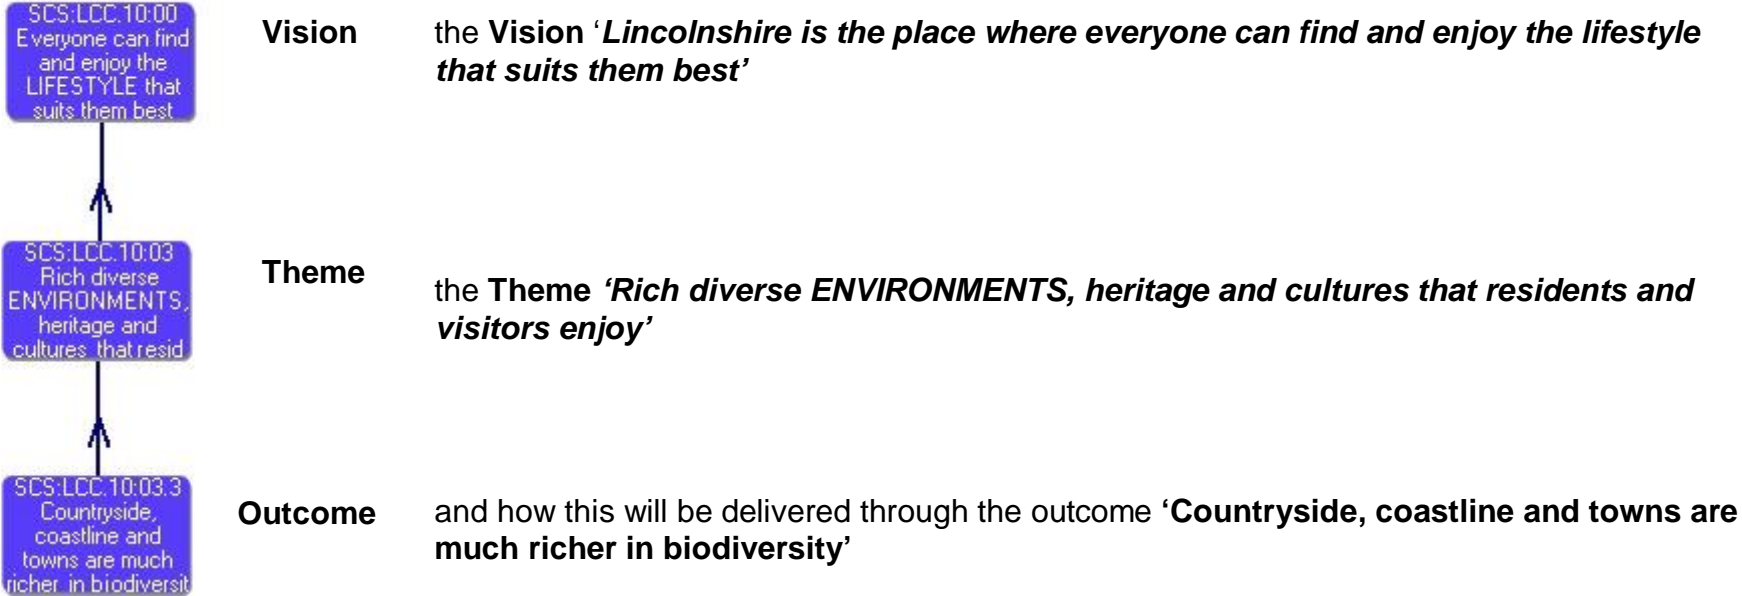 SCS:LCC.10:00
Everyone can find
and enjoy the
LIFESTYLE that
suits them best
Vision
the Vision ‘Lincolnshire is the place where everyone can find and enjoy the lifestyle
that suits them best’
SCS:LCC.10:03
Rich diverse
ENVIRONMENTS,
heritage and
cultures that resid
Theme
the Theme ‘Rich diverse ENVIRONMENTS, heritage and cultures that residents and
visitors enjoy’
SCS:LCC.10:03.3
Countryside,
coastline and
towns are much
richer in biodiversit
Outcome
and how this will be delivered through the outcome ‘Countryside, coastline and towns are
much richer in biodiversity’